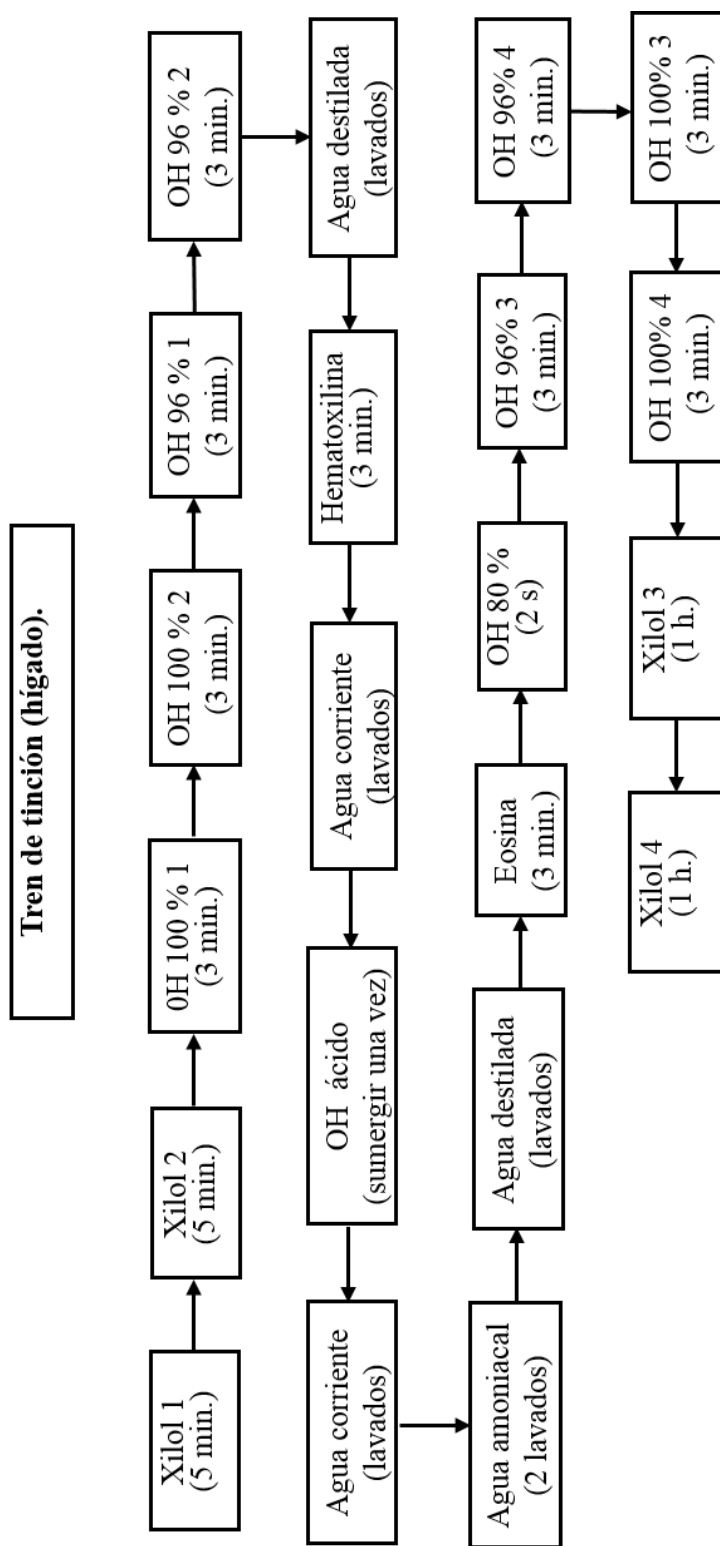 Tren de tinción (hígado).
Xilol 1
(5 min.)
Xilol 2
(5 min.)
0H 100 % 1
(3 min.)
OH 100 % 2
(3 min.)
OH 96 % 1
(3 min.)
OH 96 % 2
(3 min.)
Agua destilada
(lavados)
Hematoxilina
(3 min.)
Agua corriente
(lavados)
OH ácido
(sumergir una vez)
Agua corriente
(lavados)
Agua amoniacal
(2 lavados)
Agua destilada
(lavados)
Eosina
(3 min.)
OH 80 %
(2 s)
OH 96% 3
(3 min.)
OH 96% 4
(3 min.)
OH 100% 3
(3 min.)
OH 100% 4
(3 min.)
Xilol 3
(1 h.)
Xilol 4
(1 h.)